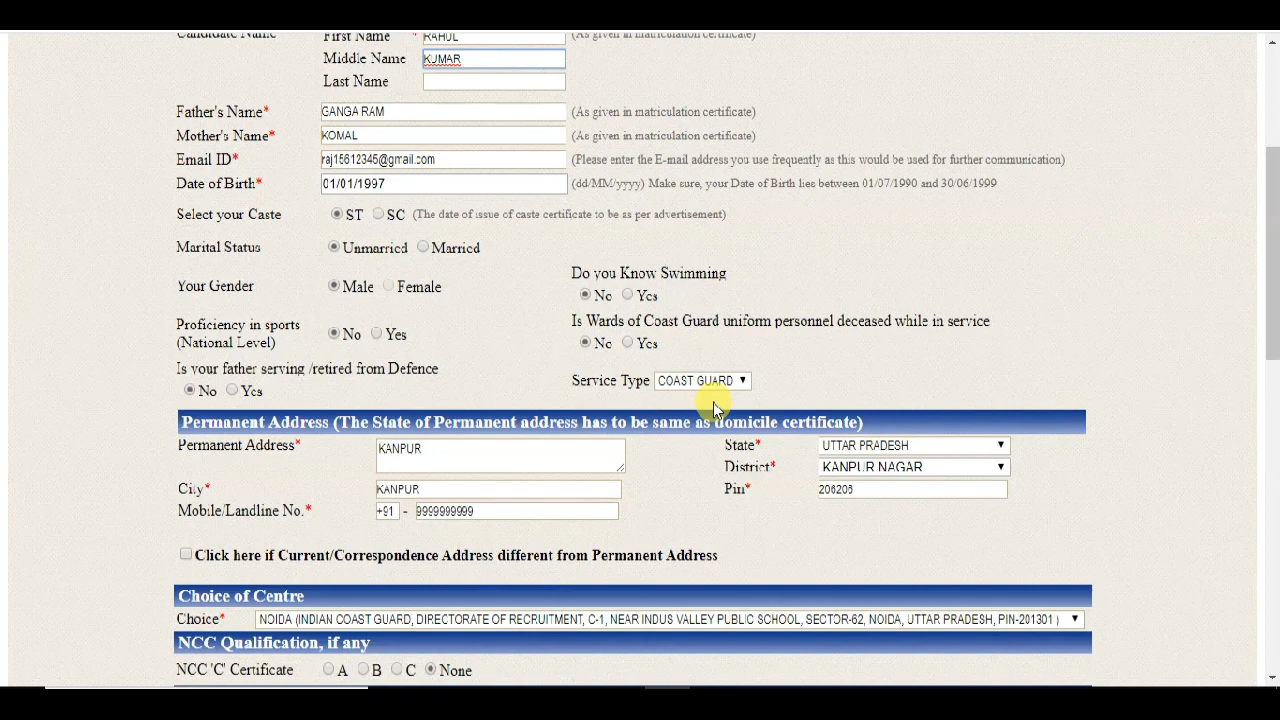 Candidate Name First Name * RAHUL (As given in matriculation certificate)
Middle Name KUMAR
Last Name
Father's Name* GANGA RAM (As given in matriculation certificate)
Mother's Name* KOMAL (As given in matriculation certificate)
Email ID* raj15612345@gmail.com (Please enter the E-mail address you use frequently as this would be used for further communication)
Date of Birth* 01/01/1997 (dd/MM/yyyy) Make sure, your Date of Birth lies between 01/07/1990 and 30/06/1999
Select your Caste ST SC (The date of issue of caste certificate to be as per advertisement)
Marital Status Unmarried Married
Do you Know Swimming
Your Gender Male Female
No Yes
Proficiency in sports (National Level) No Yes
Is Wards of Coast Guard uniform personnel deceased while in service
No Yes
Is your father serving /retired from Defence
No Yes
Service Type COAST GUARD
Permanent Address (The State of Permanent address has to be same as domicile certificate)
Permanent Address* KANPUR State* UTTAR PRADESH
District* KANPUR NAGAR
City* KANPUR Pin* 206206
Mobile/Landline No.* +91 - 9999999999
Click here if Current/Correspondence Address different from Permanent Address
Choice of Centre
Choice* NOIDA (INDIAN COAST GUARD, DIRECTORATE OF RECRUITMENT, C-1, NEAR INDUS VALLEY PUBLIC SCHOOL, SECTOR-62, NOIDA, UTTAR PRADESH, PIN-201301 )
NCC Qualification, if any
NCC 'C' Certificate A B C None